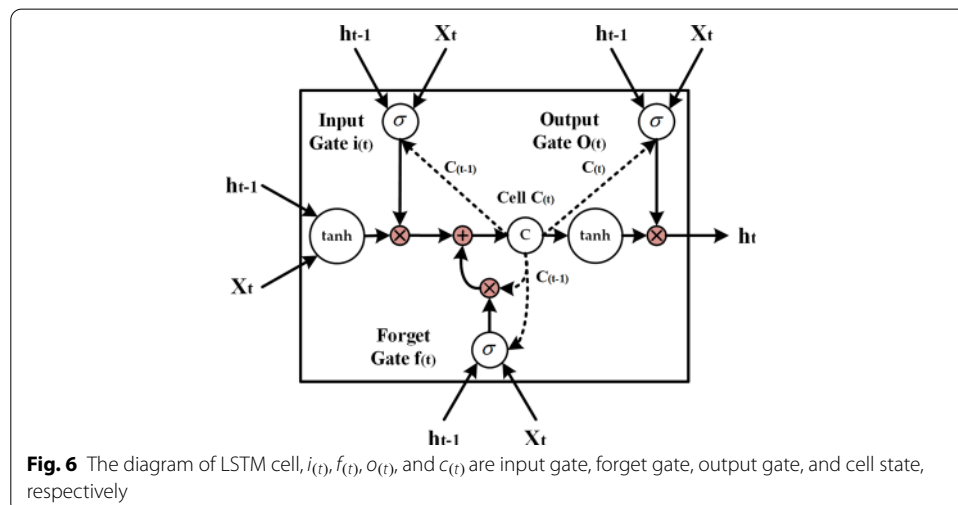 ht-1 Xt ht-1 Xt
Input σ Output σ
Gate i(t) Gate O(t)
C(t-1) C(t)
ht-1 Cell C(t)
tanh × + C tanh × ht
Xt × C(t-1)
Forget σ
Gate f(t)
ht-1 Xt
Fig. 6 The diagram of LSTM cell, i(t), f(t), o(t), and c(t) are input gate, forget gate, output gate, and cell state,
respectively